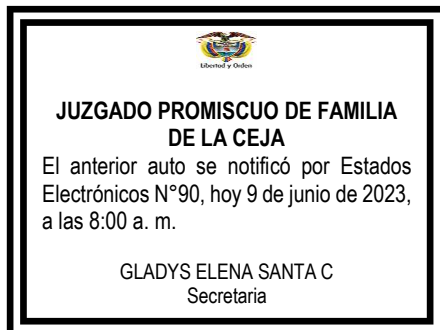 Libertad y Orden
JUZGADO PROMISCUO DE FAMILIA
DE LA CEJA
El anterior auto se notificó por Estados
Electrónicos N°90, hoy 9 de junio de 2023,
a las 8:00 a. m.
GLADYS ELENA SANTA C
Secretaria